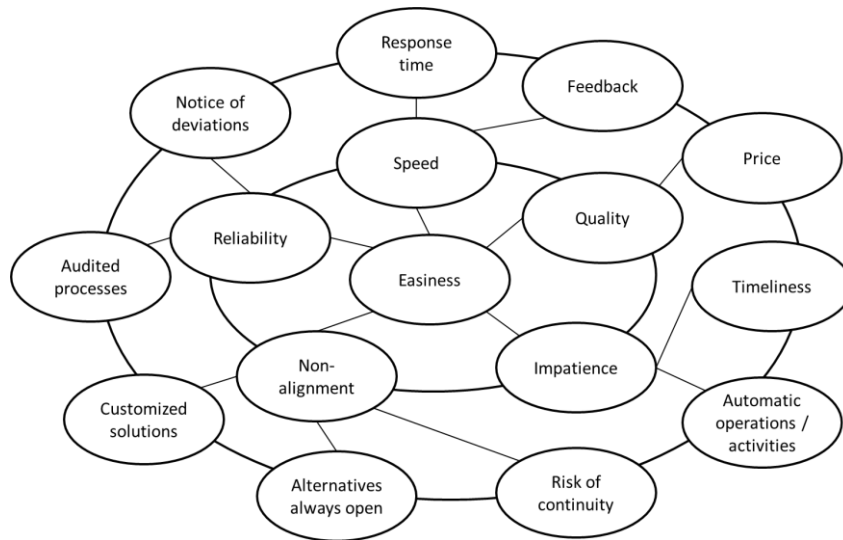 Response
time
Feedback
Notice of
deviations
Speed
Price
Quality
Reliability
Audited
processes
Easiness
Timeliness
Non-
alignment
Impatience
Customized
solutions
Automatic
operations /
activities
Alternatives
always open
Risk of
continuity